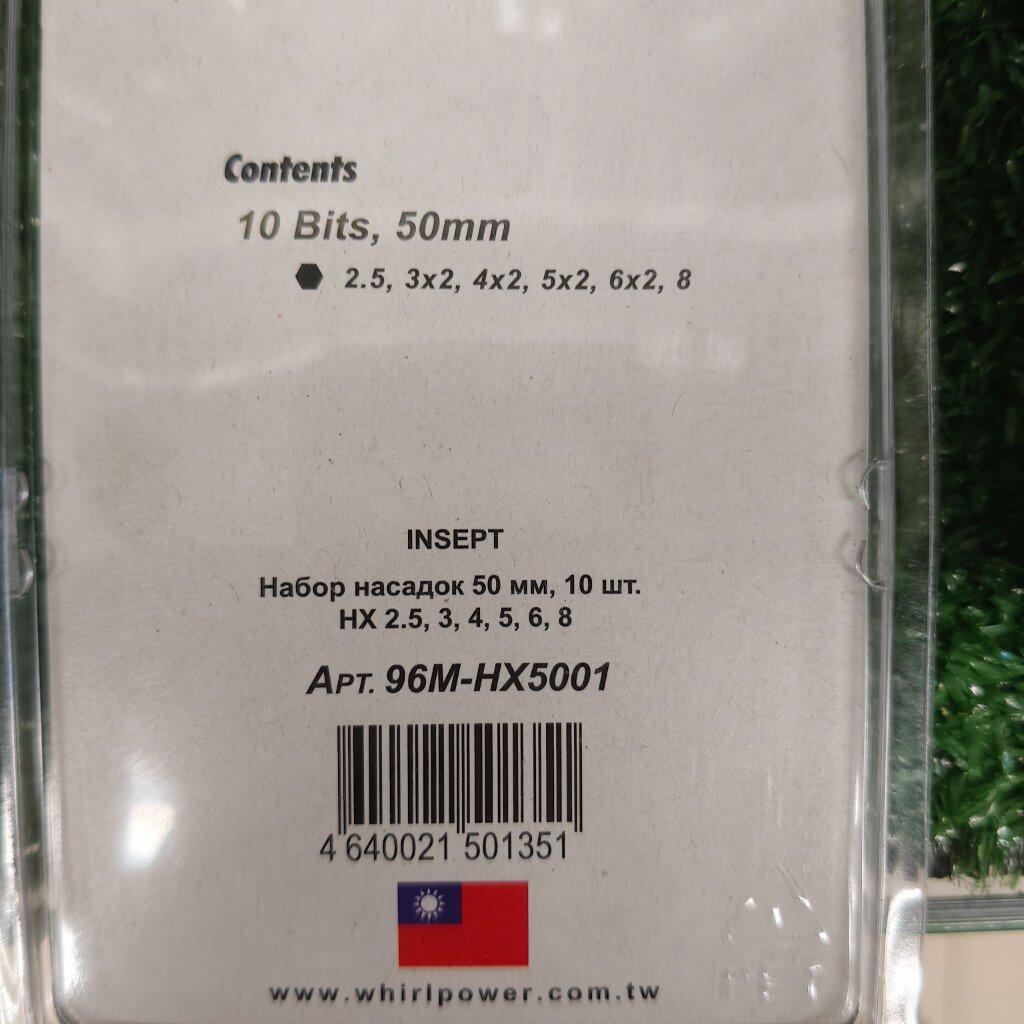 Contents
10 Bits, 50mm
2.5, 3x2, 4x2, 5x2, 6x2, 8
INSEPT
Набор насадок 50 мм, 10 шт.
HX 2.5, 3, 4, 5, 6, 8
Арт. 96M-HX5001
4 640021 501351
www.whirlpower.com.tw